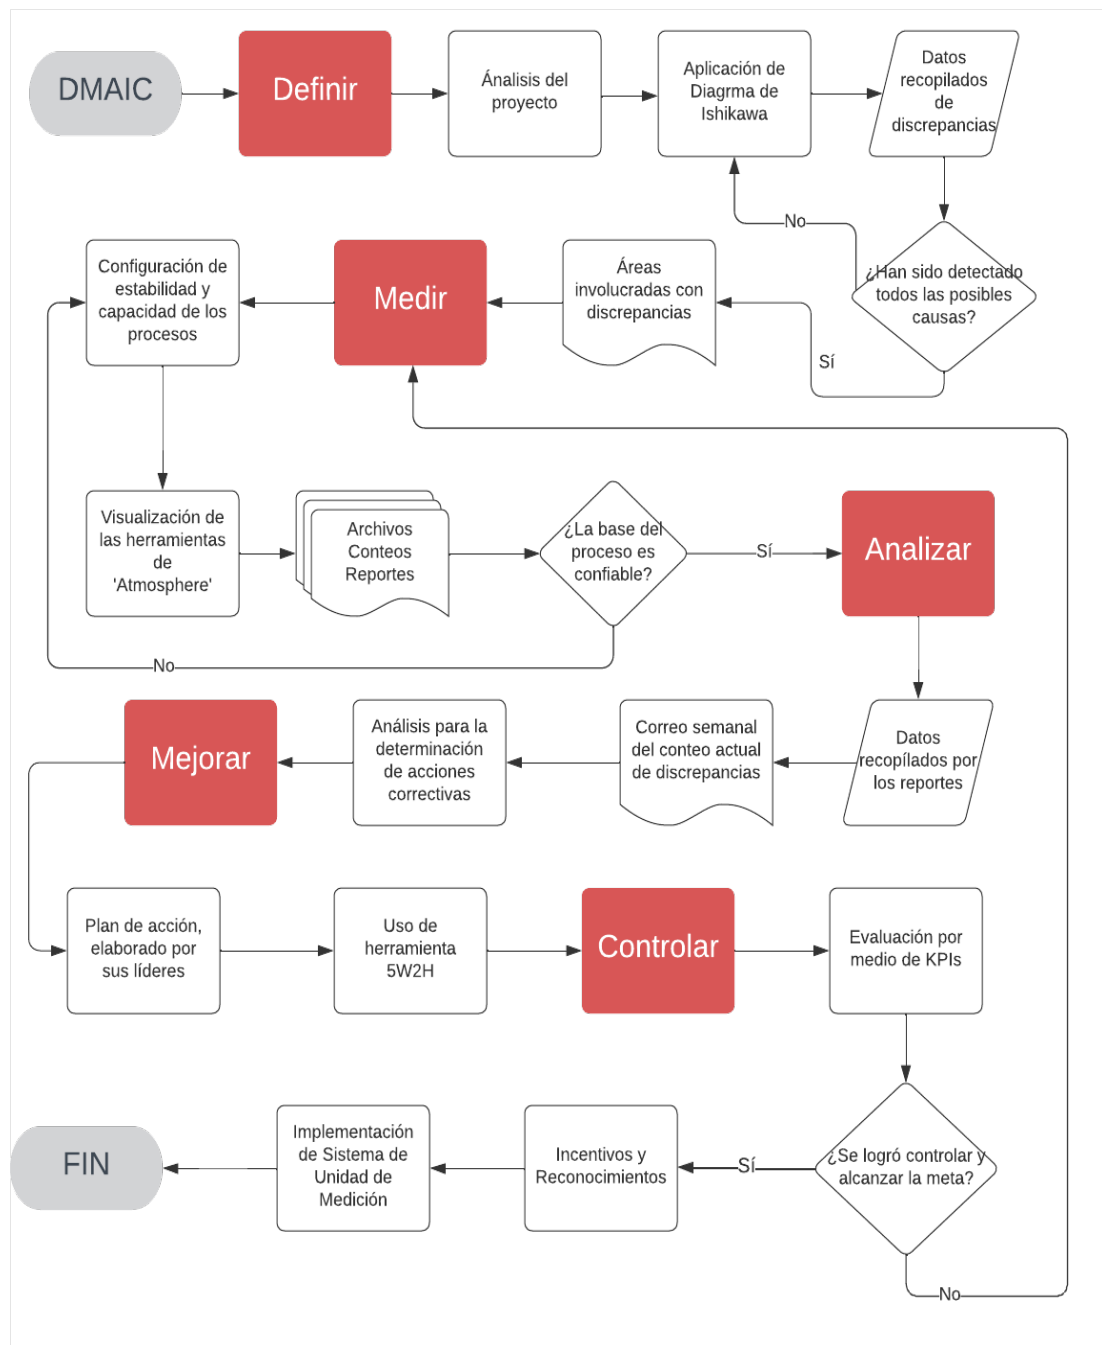 DMAIC
Definir
Ánalisis del
proyecto
Aplicación de
Diagrma de
Ishikawa
Datos
recopilados
de
discrepancias
No
¿Han sido detectado
todos las posibles
causas?
Sí
Áreas
involucradas con
discrepancias
Medir
Configuración de
estabilidad y
capacidad de los
procesos
Visualización de
las herramientas
de
'Atmosphere'
Archivos
Conteos
Reportes
¿La base del
proceso es
confiable?
Sí
No
Analizar
Datos
recopílados por
los reportes
Correo semanal
del conteo actual
de discrepancias
Análisis para la
determinación
de acciones
correctivas
Mejorar
Plan de acción,
elaborado por
sus líderes
Uso de
herramienta
5W2H
Controlar
Evaluación por
medio de KPIs
¿Se logró controlar y
alcanzar la meta?
Sí
No
Incentivos y
Reconocimientos
Implementación
de Sistema de
Unidad de
Medición
FIN